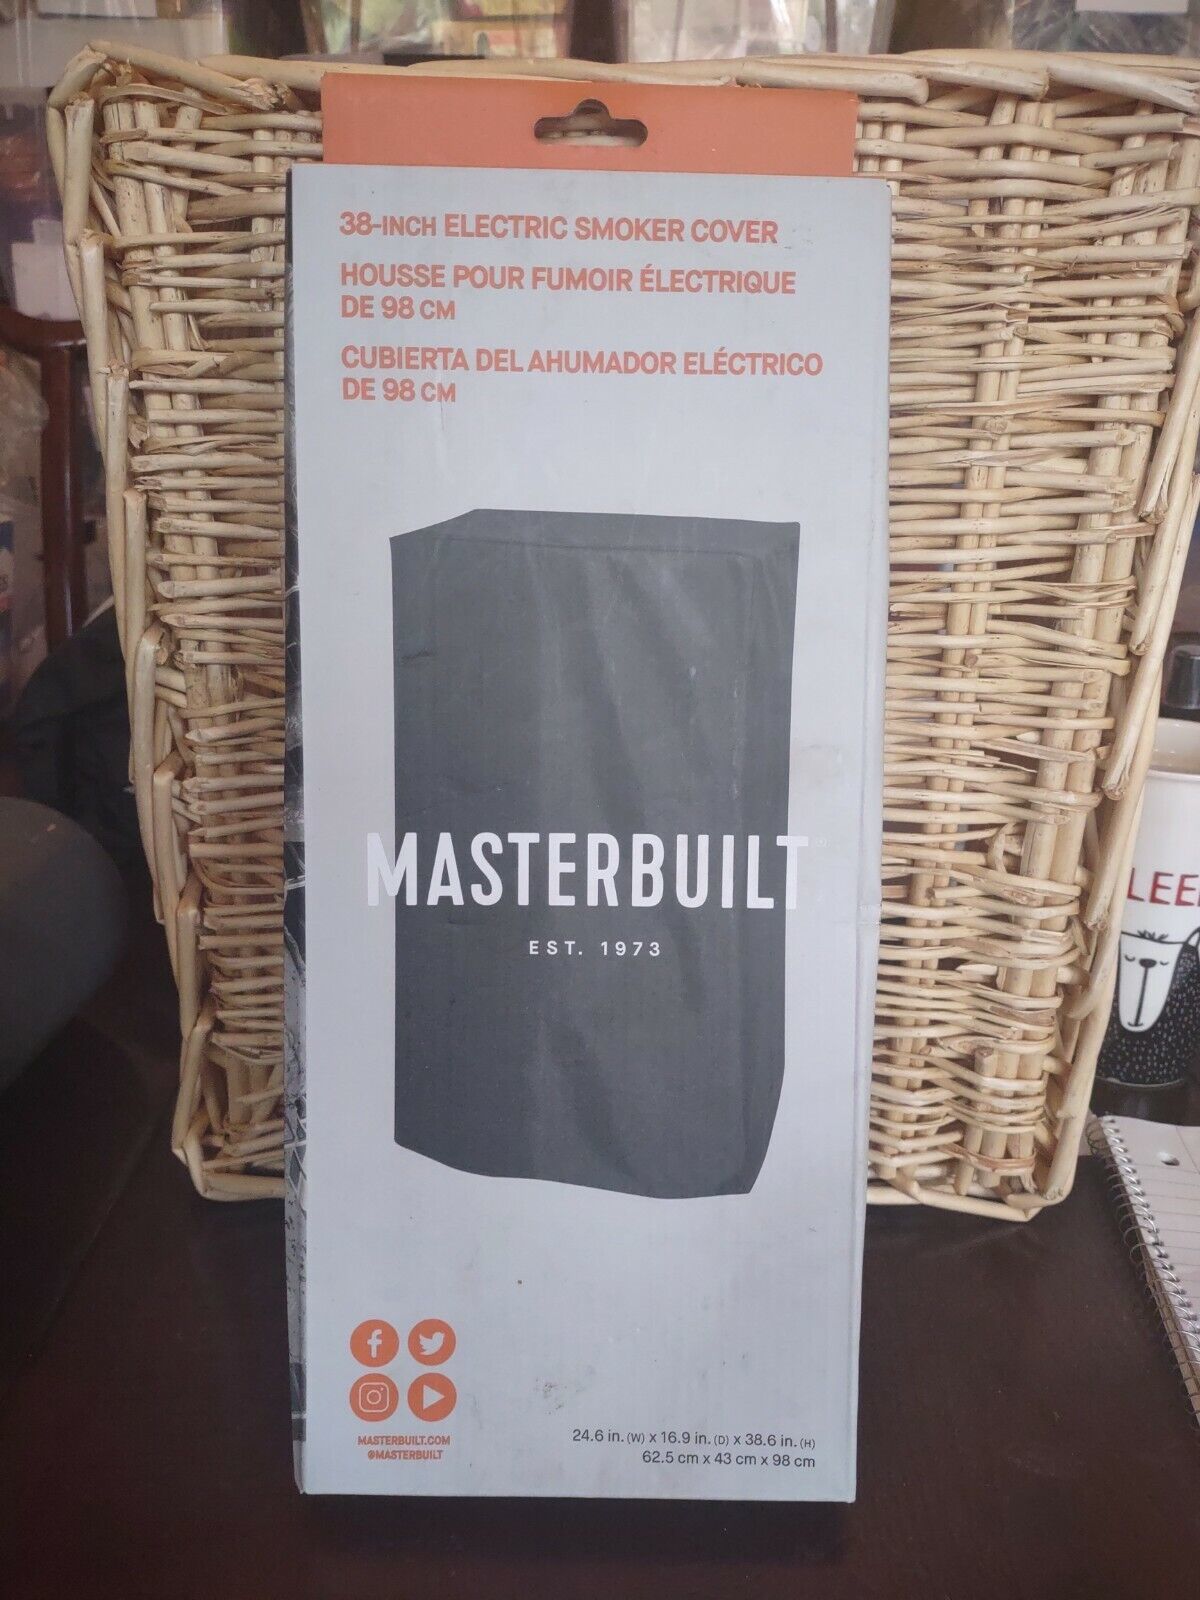 38-INCH ELECTRIC SMOKER COVER
HOUSSE POUR FUMOIR ÉLECTRIQUE
DE 98 CM
CUBIERTA DEL AHUMADOR ELÉCTRICO
DE 98 CM
MASTERBUILT®
EST. 1973
MASTERBUILT.COM
@MASTERBUILT
24.6 in. (W) x 16.9 in. (D) x 38.6 in. (H)
62.5 cm x 43 cm x 98 cm